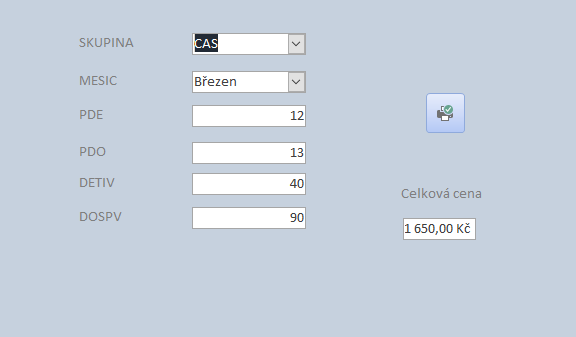 SKUPINA CAS
MESIC Březen
PDE 12
PDO 13
DETIV 40
DOSPV 90
Celková cena
1 650,00 Kč